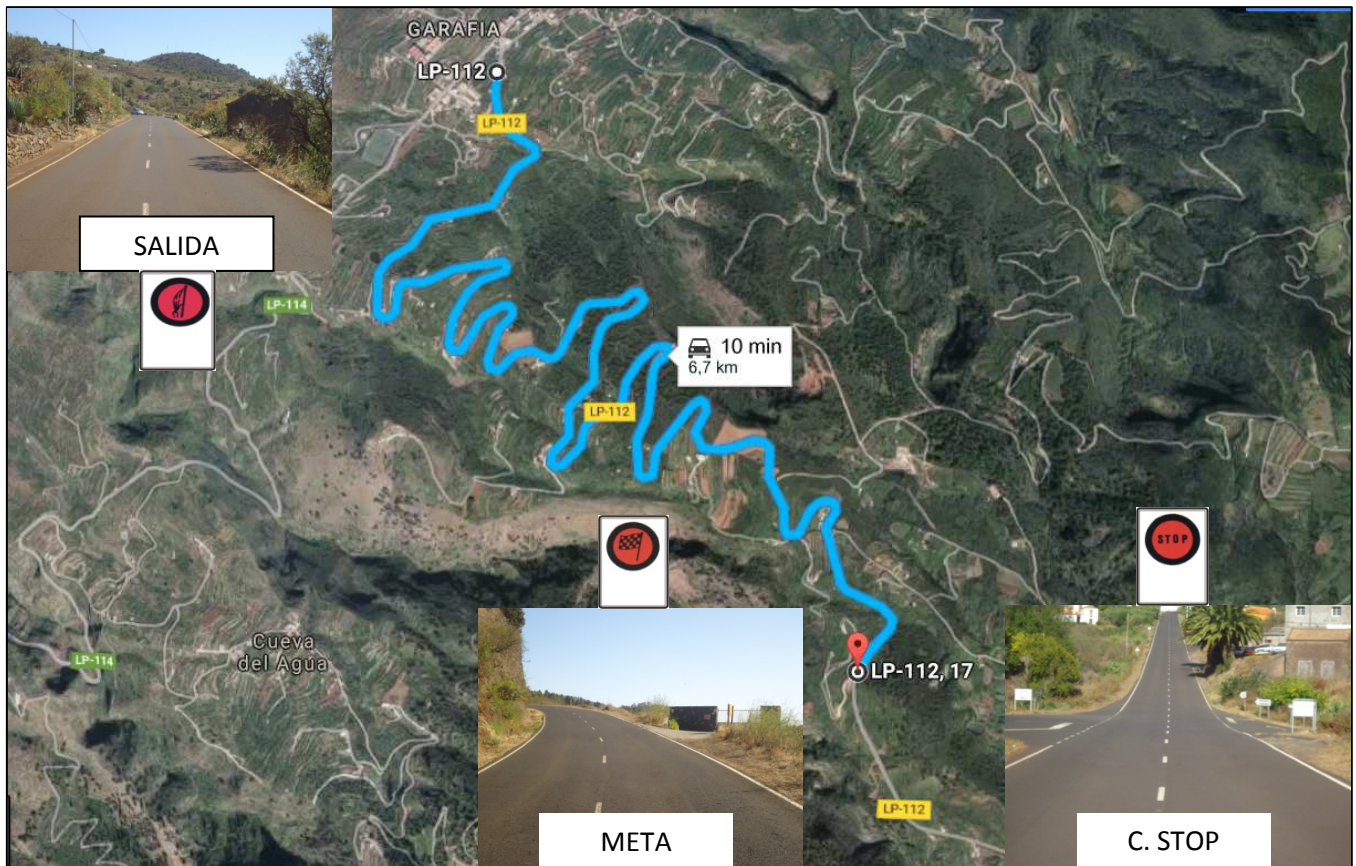 GARAFIA
LP-112
LP-112
SALIDA
LP-114
10 min
6,7 km
LP-112
STOP
Cueva
del Agua
LP-114
LP-112, 17
LP-112
META
C. STOP